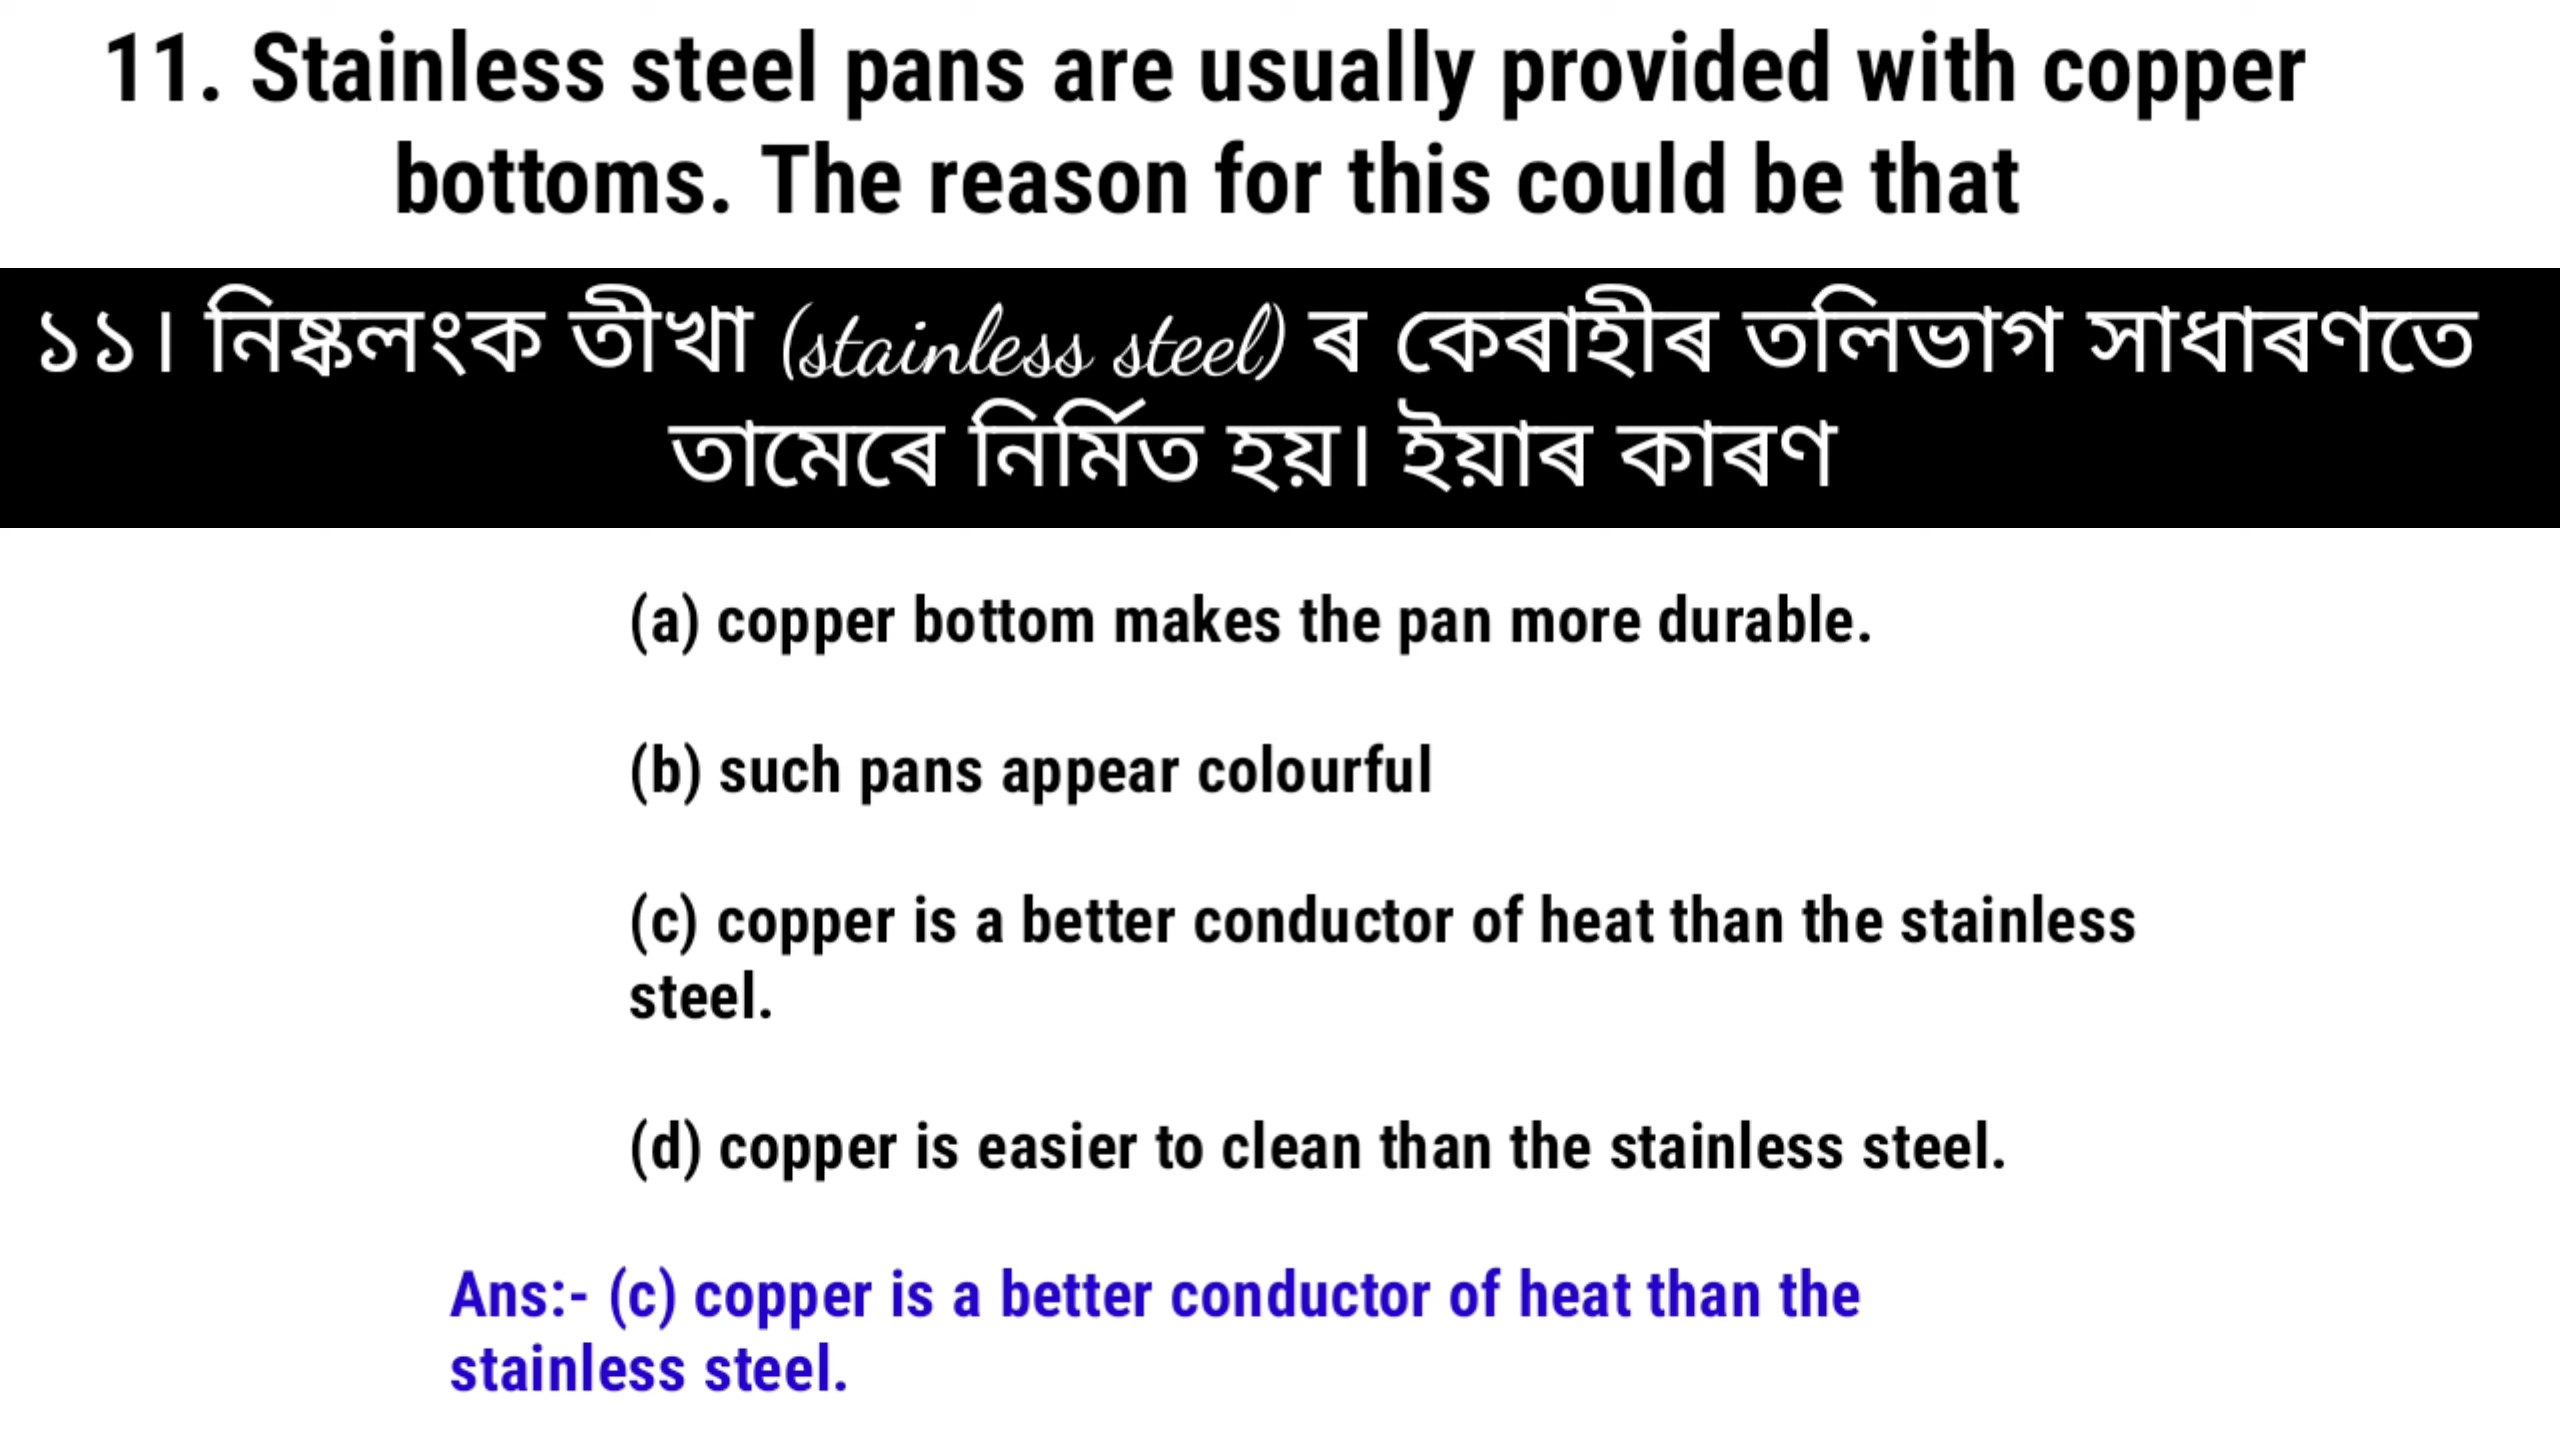 11. Stainless steel pans are usually provided with copper
bottoms. The reason for this could be that
১১। নিষ্কলংক তীখা (stainless steel) ৰ কেৰাহীৰ তলিভাগ সাধাৰণতে
তামেৰে নিৰ্মিত হয়। ইয়াৰ কাৰণ
(a) copper bottom makes the pan more durable.
(b) such pans appear colourful
(c) copper is a better conductor of heat than the stainless
steel.
(d) copper is easier to clean than the stainless steel.
Ans:- (c) copper is a better conductor of heat than the
stainless steel.